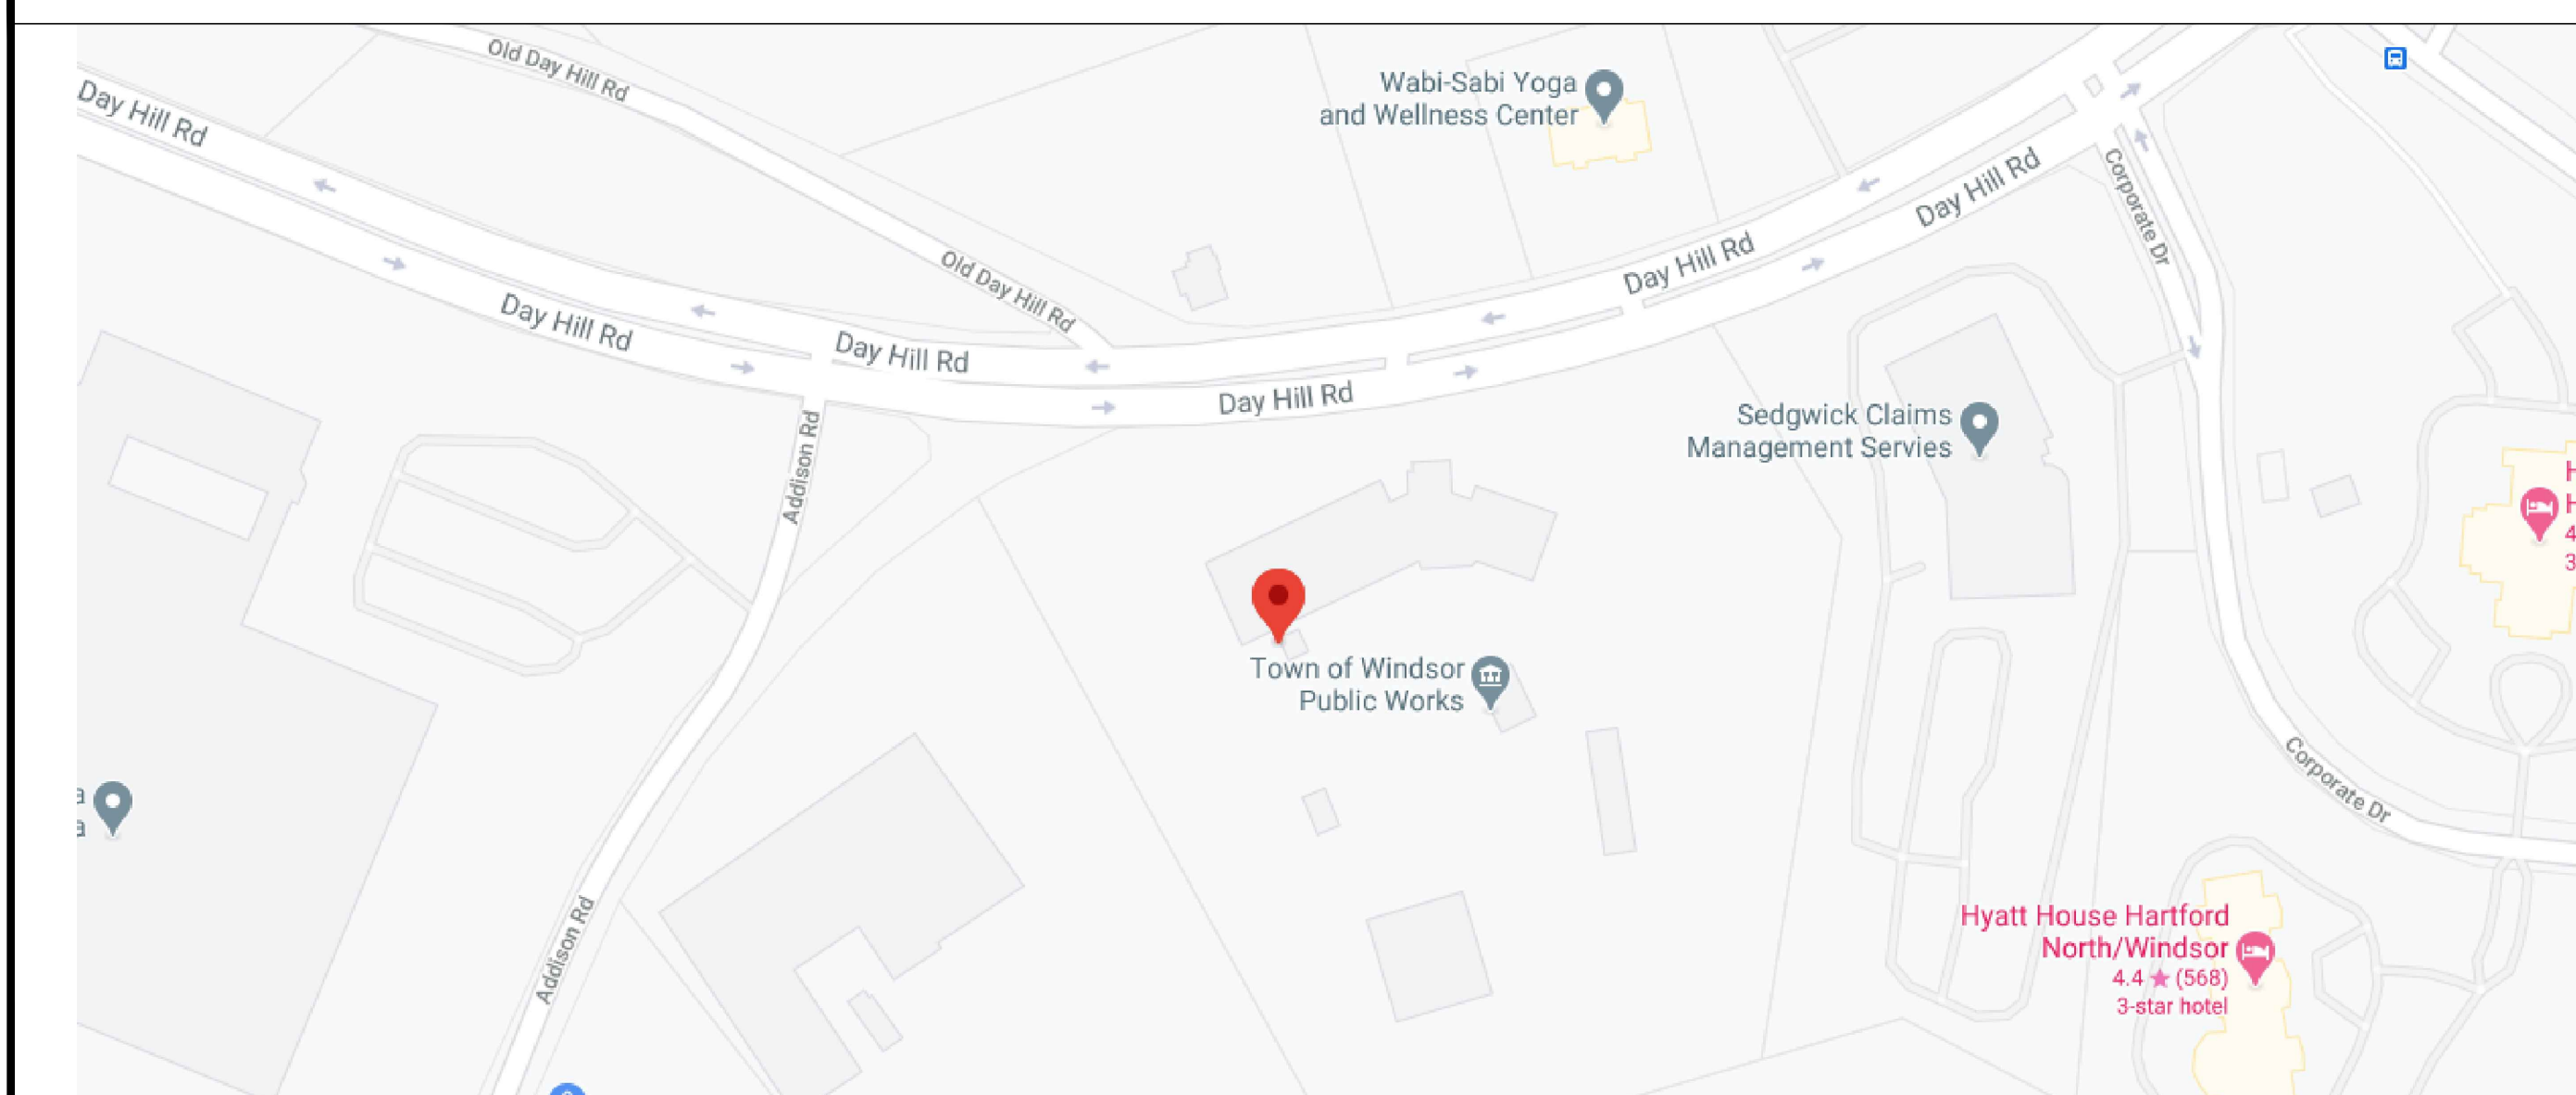 Old Day Hill Rd
Day Hill Rd
Wabi-Sabi Yoga
and Wellness Center
Corporate Dr
Day Hill Rd
Day Hill Rd
Old Day Hill Rd
Day Hill Rd
Day Hill Rd
Day Hill Rd
Addison Rd
Sedgwick Claims
Management Servies
H
H
4
3
Town of Windsor
Public Works
a
a
Corporate Dr
Addison Rd
Hyatt House Hartford
North/Windsor
4.4 ★ (568)
3-star hotel